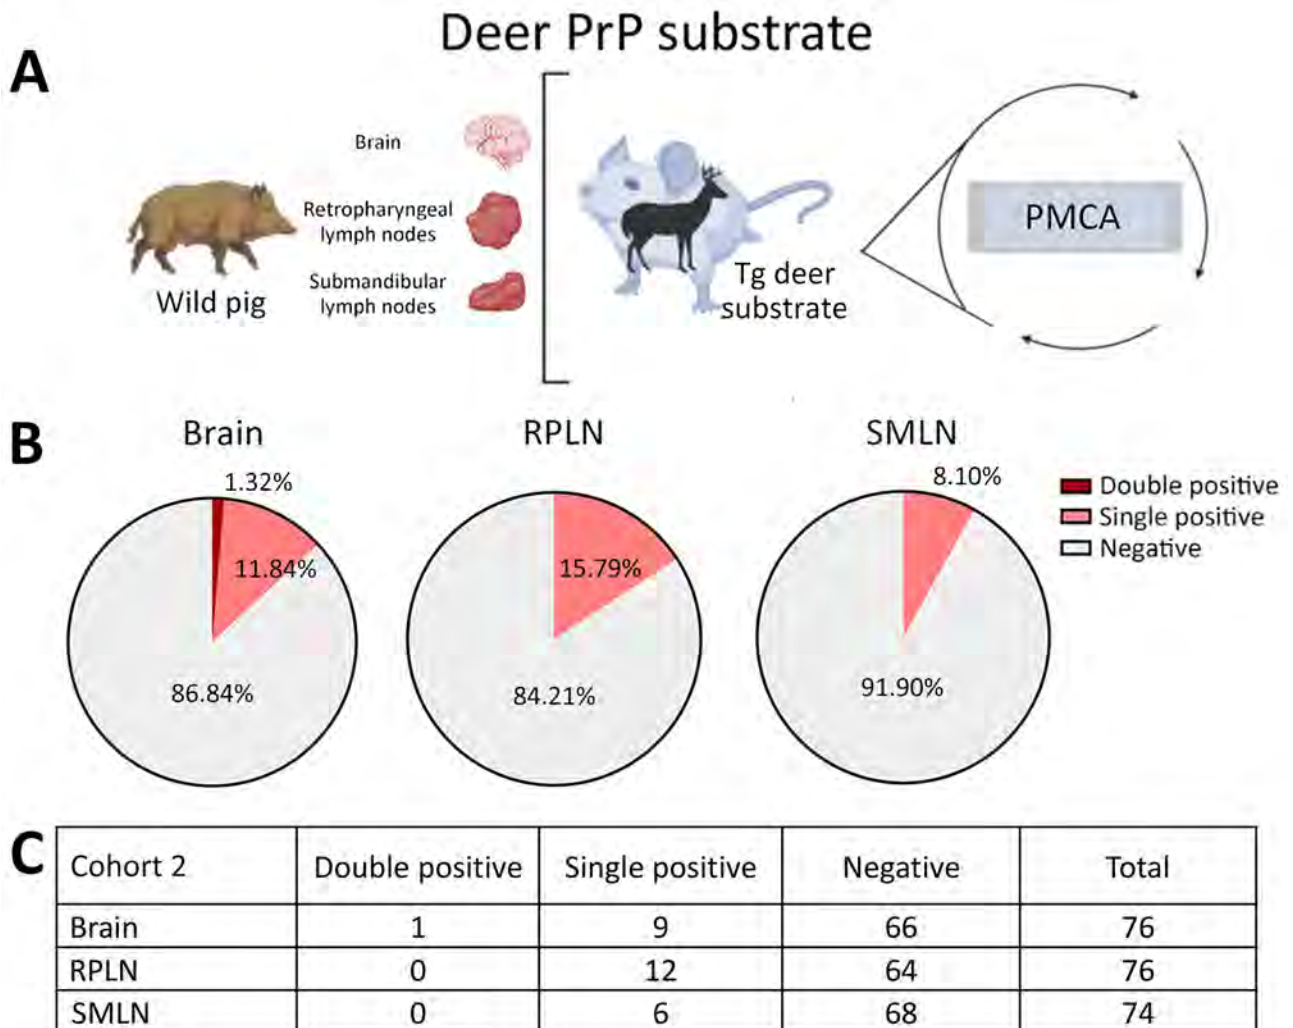 Deer PrP substrate
A
Brain
Retropharyngeal
lymph nodes
Submandibular
lymph nodes
Wild pig
Tg deer
substrate
PMCA
B
Brain
RPLN
SMLN
1.32%
11.84%
86.84%
15.79%
84.21%
8.10%
91.90%
Double positive
Single positive
Negative
C
Cohort 2 Double positive Single positive Negative Total
Brain 1 9 66 76
RPLN 0 12 64 76
SMLN 0 6 68 74